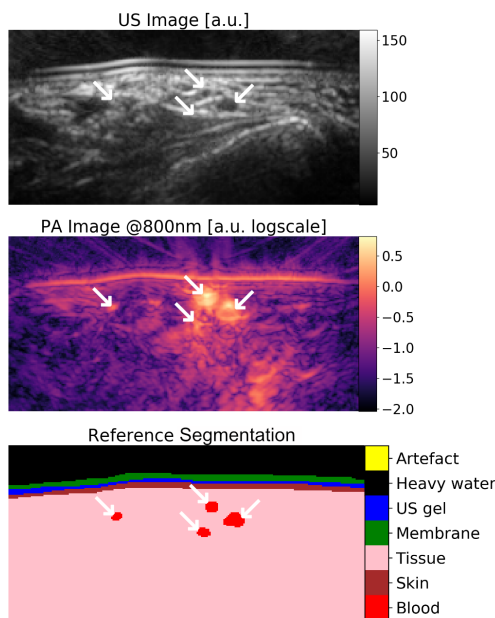 US Image [a.u.]
150
100
50
PA Image @800nm [a.u. logscale]
0.5
0.0
−0.5
−1.0
−1.5
−2.0
Reference Segmentation
Artefact
Heavy water
US gel
Membrane
Tissue
Skin
Blood